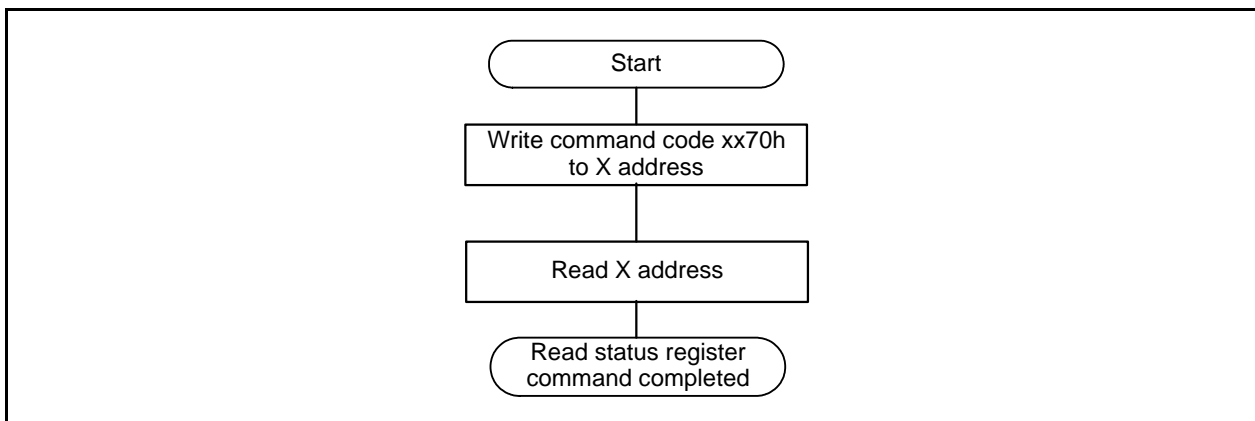 Start
Write command code xx70h
to X address
Read X address
Read status register
command completed